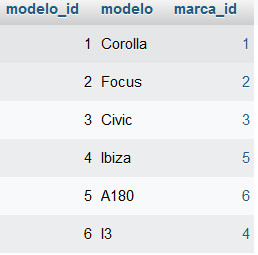 modelo_id modelo marca_id
1 Corolla 1
2 Focus 2
3 Civic 3
4 Ibiza 5
5 A180 6
6 I3 4